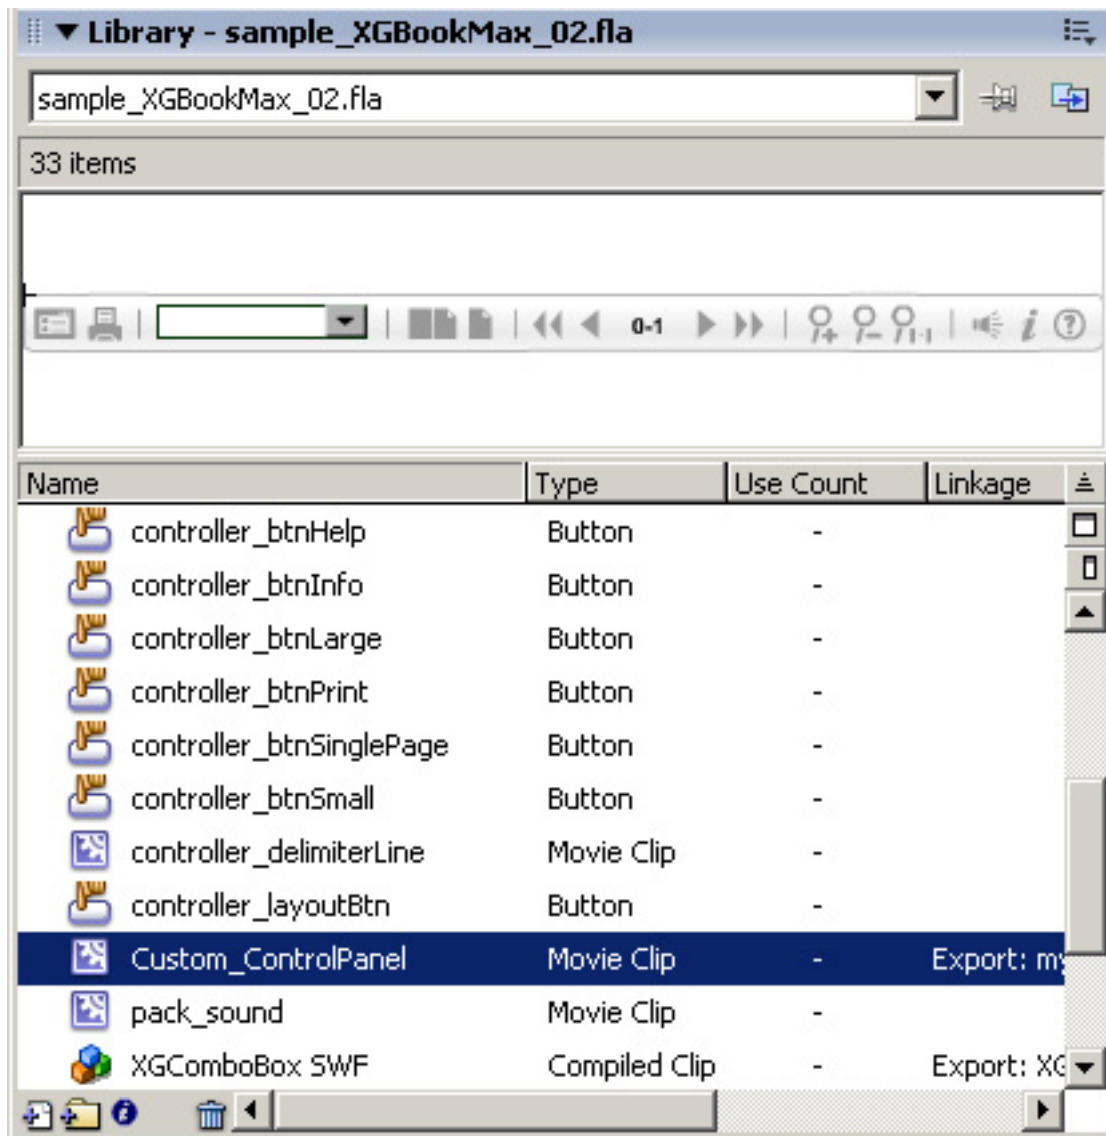 Library - sample_XGBookMax_02.fla
sample_XGBookMax_02.fla
33 items
0-1
Name Type Use Count Linkage
controller_btnHelp Button -
controller_btnInfo Button -
controller_btnLarge Button -
controller_btnPrint Button -
controller_btnSinglePage Button -
controller_btnSmall Button -
controller_delimiterLine Movie Clip -
controller_layoutBtn Button -
Custom_ControlPanel Movie Clip - Export: my
pack_sound Movie Clip -
XGComboBox SWF Compiled Clip - Export: XG